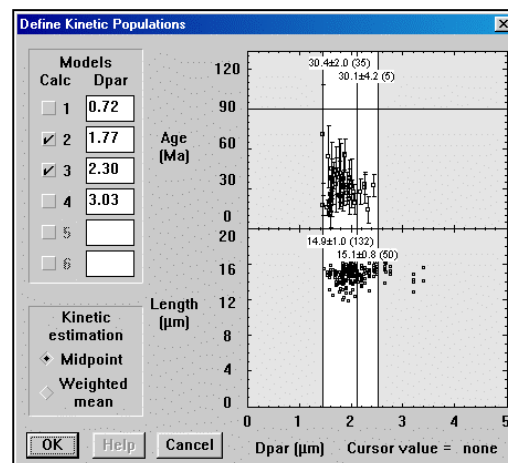 Define Kinetic Populations
Models
Calc Dpar
1 0.72
2 1.77
3 2.30
4 3.03
5
6
Kinetic
estimation
Midpoint
Weighted
mean
OK Help Cancel
Age
(Ma)
120
90
60
30
0
30.4±2.0 (35)
30.1±4.2 (5)
Length
(µm)
20
16
12
8
4
0
14.9±1.0 (132)
15.1±0.8 (50)
0 1 2 3 4 5
Dpar (µm) Cursor value = none